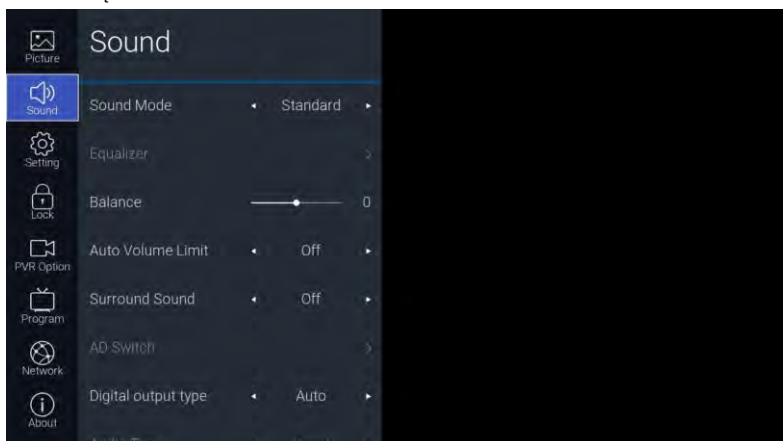 Picture
Sound
Setting
Lock
PVR Option
Program
Network
About
Sound
Sound Mode Standard
Equalizer
Balance 0
Auto Volume Limit Off
Surround Sound Off
AD Switch
Digital output type Auto